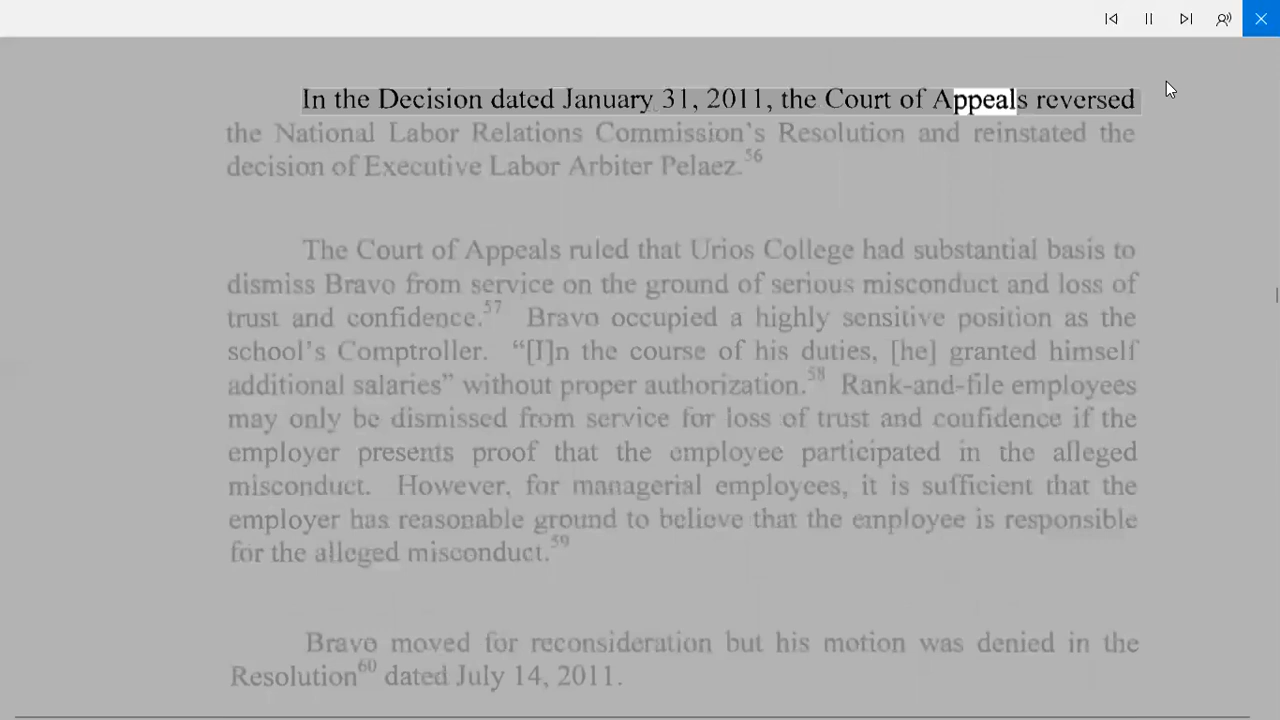 In the Decision dated January 31, 2011, the Court of Appeals reversed
the National Labor Relations Commission's Resolution and reinstated the
decision of Executive Labor Arbiter Pelaez.56
The Court of Appeals ruled that Urios College had substantial basis to
dismiss Bravo from service on the ground of serious misconduct and loss of
trust and confidence.57 Bravo occupied a highly sensitive position as the
school's Comptroller. "[I]n the course of his duties, [he] granted himself
additional salaries" without proper authorization.58 Rank-and-file employees
may only be dismissed from service for loss of trust and confidence if the
employer presents proof that the employee participated in the alleged
misconduct. However, for managerial employees, it is sufficient that the
employer has reasonable ground to believe that the employee is responsible
for the alleged misconduct.59
Bravo moved for reconsideration but his motion was denied in the
Resolution60 dated July 14, 2011.